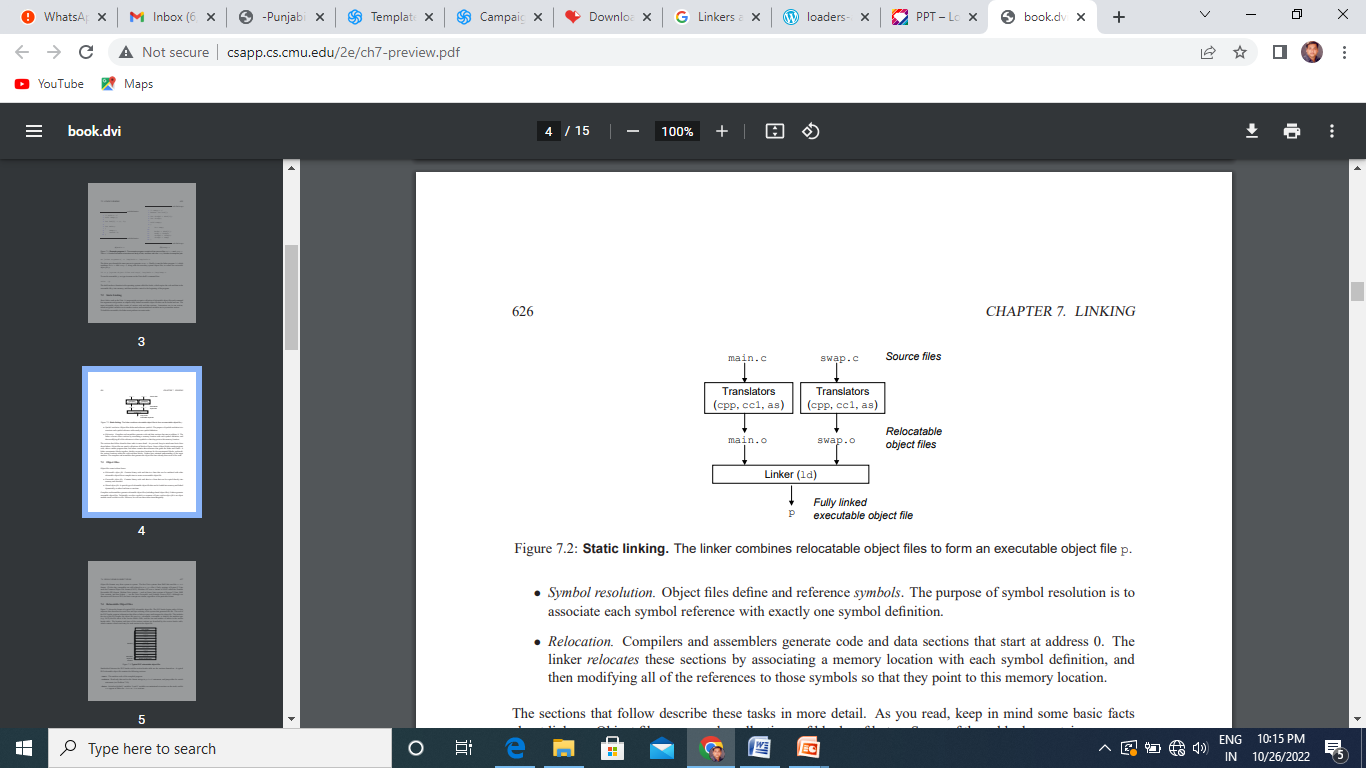 WhatsAp
Inbox (6,
-Punjabi
Templat
Campaig
Downloa
Linkers a
loaders-
PPT – Lo
book.dv
Not secure
csapp.cs.cmu.edu/2e/ch7-preview.pdf
YouTube
Maps
book.dvi
4 / 15
100%
3
4
5
626
CHAPTER 7. LINKING
main.c
swap.c
Source files
Translators
(cpp, cc1, as)
Translators
(cpp, cc1, as)
main.o
swap.o
Relocatable
object files
Linker (ld)
p
Fully linked
executable object file
Figure 7.2: Static linking. The linker combines relocatable object files to form an executable object file p.
• Symbol resolution. Object files define and reference symbols. The purpose of symbol resolution is to
associate each symbol reference with exactly one symbol definition.
• Relocation. Compilers and assemblers generate code and data sections that start at address 0. The
linker relocates these sections by associating a memory location with each symbol definition, and
then modifying all of the references to those symbols so that they point to this memory location.
The sections that follow describe these tasks in more detail. As you read, keep in mind some basic facts
Type here to search
ENG
IN
10:15 PM
10/26/2022
5